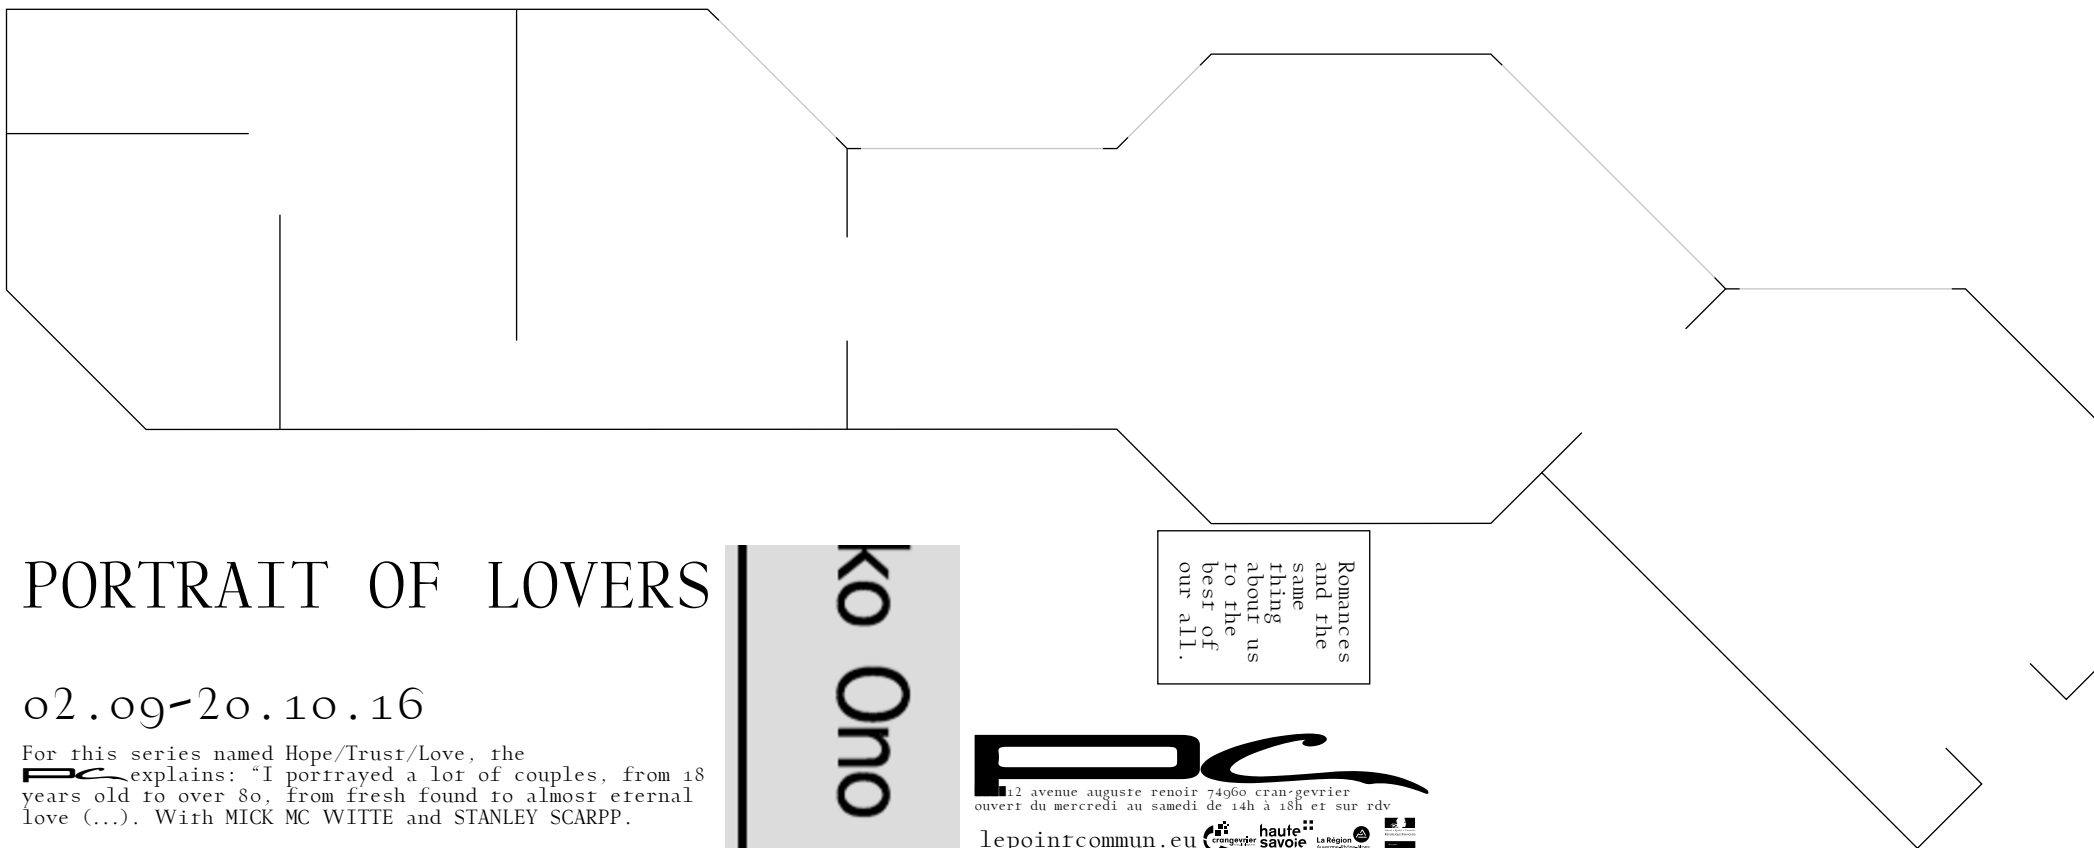 PORTRAIT OF LOVERS
02.09-20.10.16
For this series named Hope/Trust/Love, the
PC explains: “I portrayed a lot of couples, from 18
years old to over 80, from fresh found to almost eternal
love (...). With MICK MC WITTE and STANLEY SCARPP.
ko Ono
Romances
and the
same
thing
about us
to the
best of
our all.
PC
12 avenue auguste renoir 74960 cran-gevrier
ouvert du mercredi au samedi de 14h à 18h et sur rdv
lepointcommun.eu
crangevrier
haute
savoie
La Région